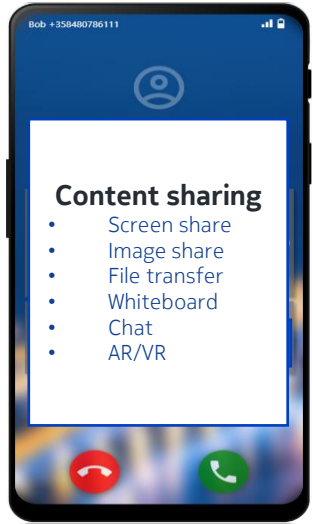 Bob +358480786111
Content sharing
• Screen share
• Image share
• File transfer
• Whiteboard
• Chat
• AR/VR